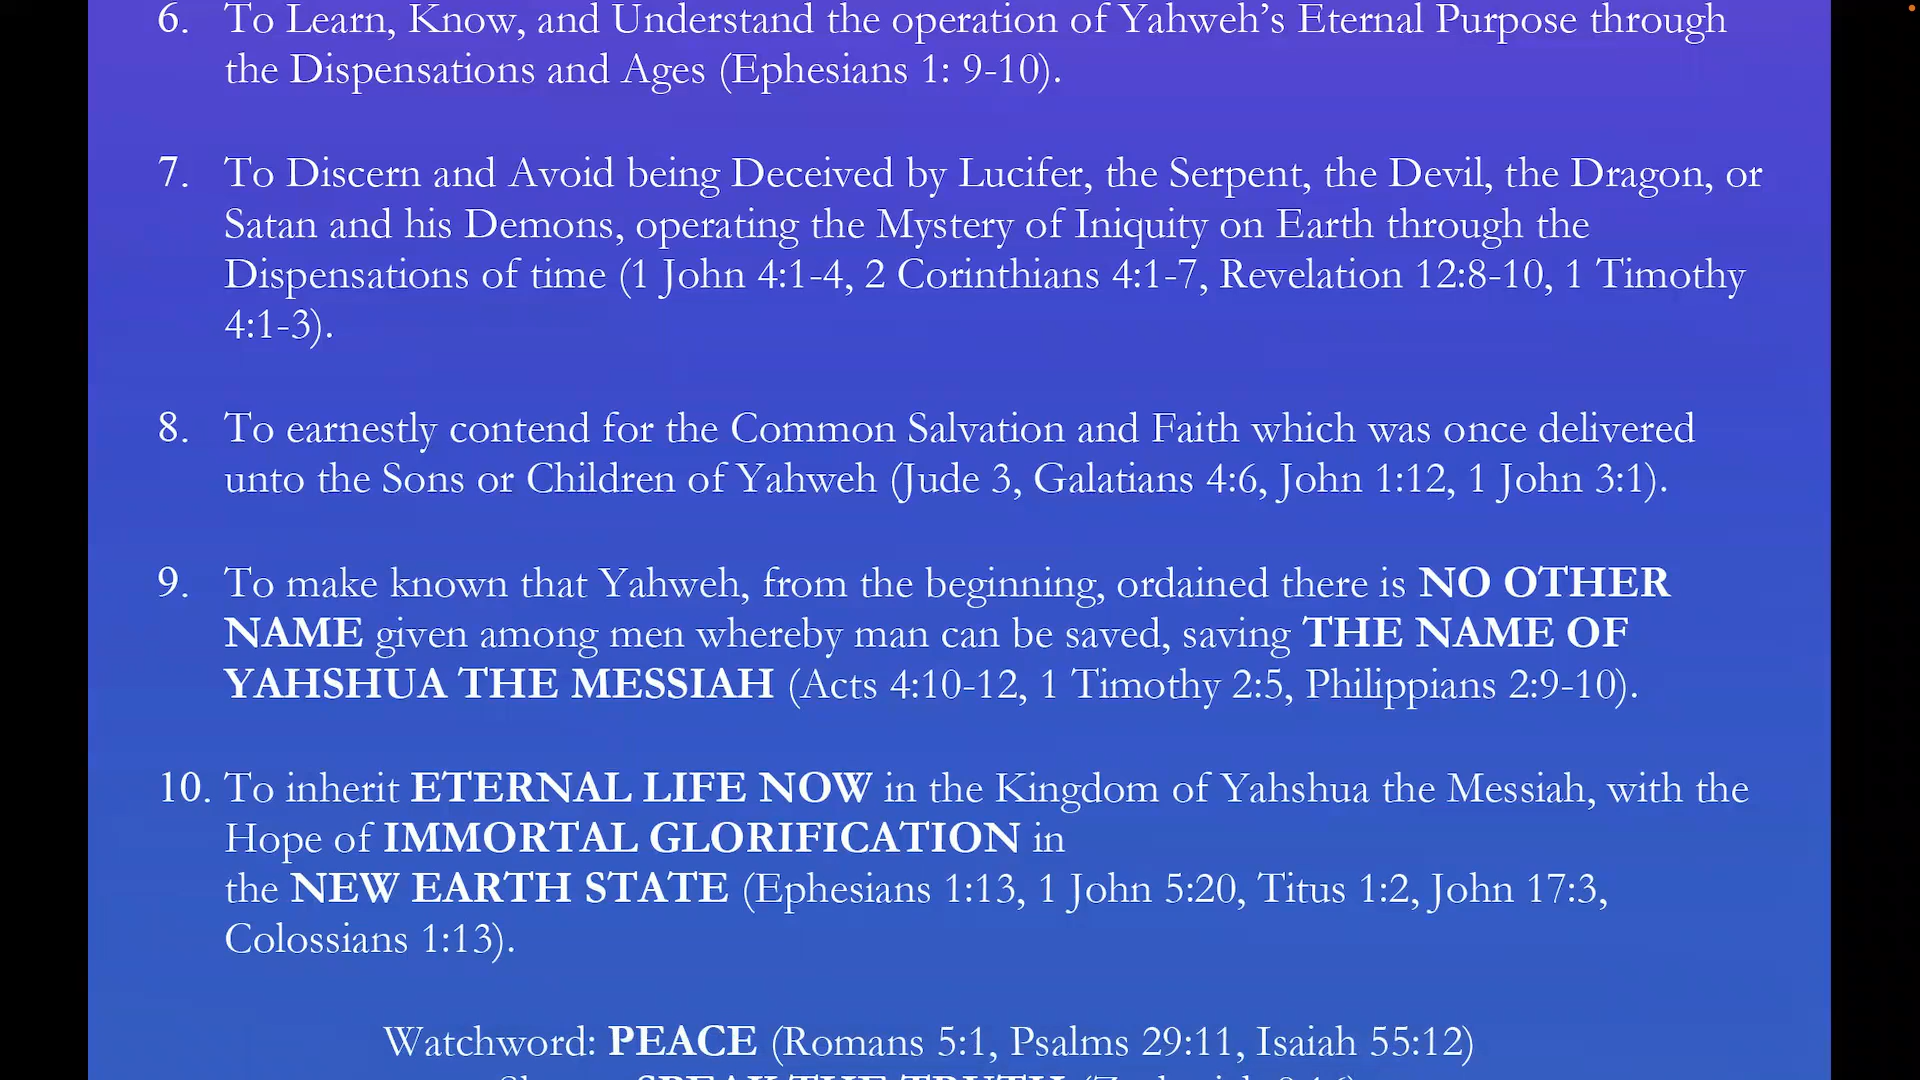 6. To Learn, Know, and Understand the operation of Yahweh’s Eternal Purpose through
the Dispensations and Ages (Ephesians 1: 9-10).
7. To Discern and Avoid being Deceived by Lucifer, the Serpent, the Devil, the Dragon, or
Satan and his Demons, operating the Mystery of Iniquity on Earth through the
Dispensations of time (1 John 4:1-4, 2 Corinthians 4:1-7, Revelation 12:8-10, 1 Timothy
4:1-3).
8. To earnestly contend for the Common Salvation and Faith which was once delivered
unto the Sons or Children of Yahweh (Jude 3, Galatians 4:6, John 1:12, 1 John 3:1).
9. To make known that Yahweh, from the beginning, ordained there is NO OTHER
NAME given among men whereby man can be saved, saving THE NAME OF
YAHSHUA THE MESSIAH (Acts 4:10-12, 1 Timothy 2:5, Philippians 2:9-10).
10. To inherit ETERNAL LIFE NOW in the Kingdom of Yahshua the Messiah, with the
Hope of IMMORTAL GLORIFICATION in
the NEW EARTH STATE (Ephesians 1:13, 1 John 5:20, Titus 1:2, John 17:3,
Colossians 1:13).
Watchword: PEACE (Romans 5:1, Psalms 29:11, Isaiah 55:12)
SPEAK THE TRUTH